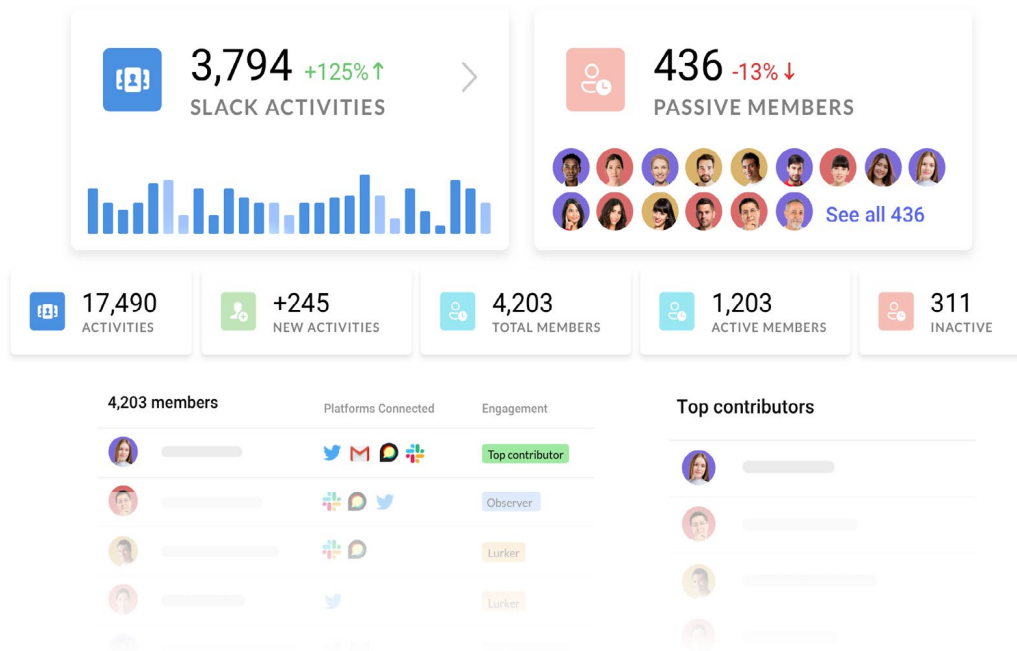 3,794 +125%↑
SLACK ACTIVITIES
436 -13%↓
PASSIVE MEMBERS
See all 436
17,490
ACTIVITIES
+245
NEW ACTIVITIES
4,203
TOTAL MEMBERS
1,203
ACTIVE MEMBERS
311
INACTIVE
4,203 members
Platforms Connected
Engagement
Top contributor
Observer
Lurker
Lurker
Top contributors